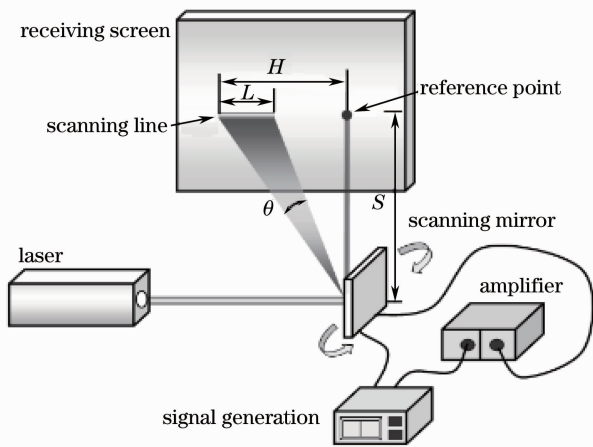 receiving screen
H
L
reference point
scanning line
S
θ
scanning mirror
laser
amplifier
signal generation